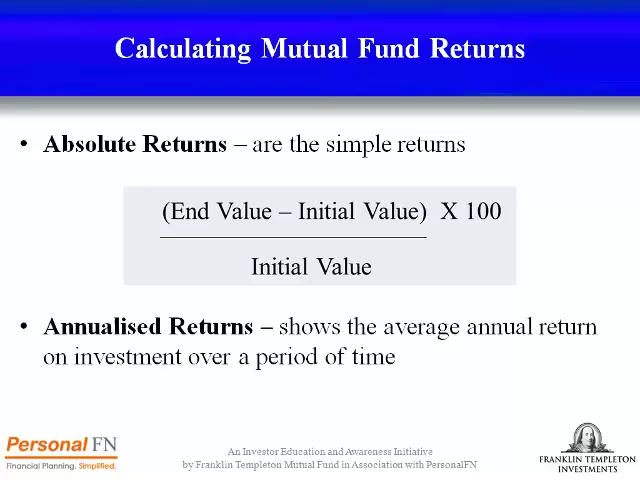 Calculating Mutual Fund Returns
• Absolute Returns – are the simple returns
(End Value – Initial Value) X 100
Initial Value
• Annualised Returns – shows the average annual return
on investment over a period of time
Personal FN
Financial Planning. Simplified.
An Investor Education and Awareness Initiative
by Franklin Templeton Mutual Fund in Association with PersonalFN
FRANKLIN TEMPLETON
INVESTMENTS